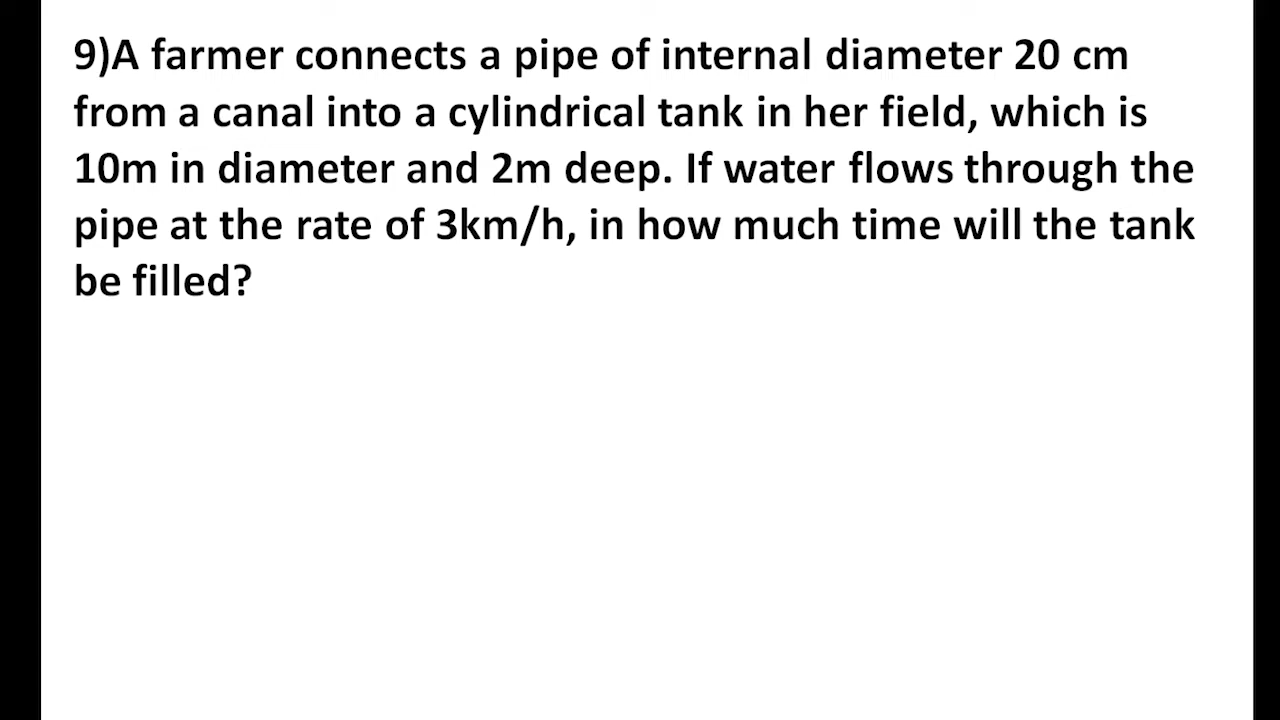 9)A farmer connects a pipe of internal diameter 20 cm
from a canal into a cylindrical tank in her field, which is
10m in diameter and 2m deep. If water flows through the
pipe at the rate of 3km/h, in how much time will the tank
be filled?